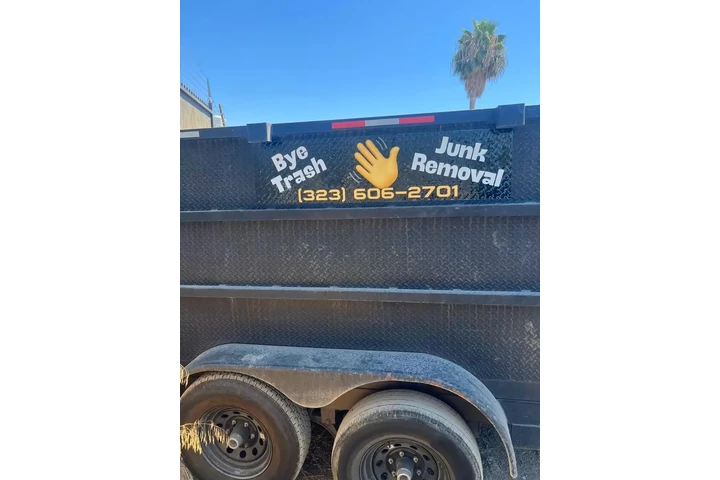 Bye
Trash
Junk
Removal
(323) 606-2701